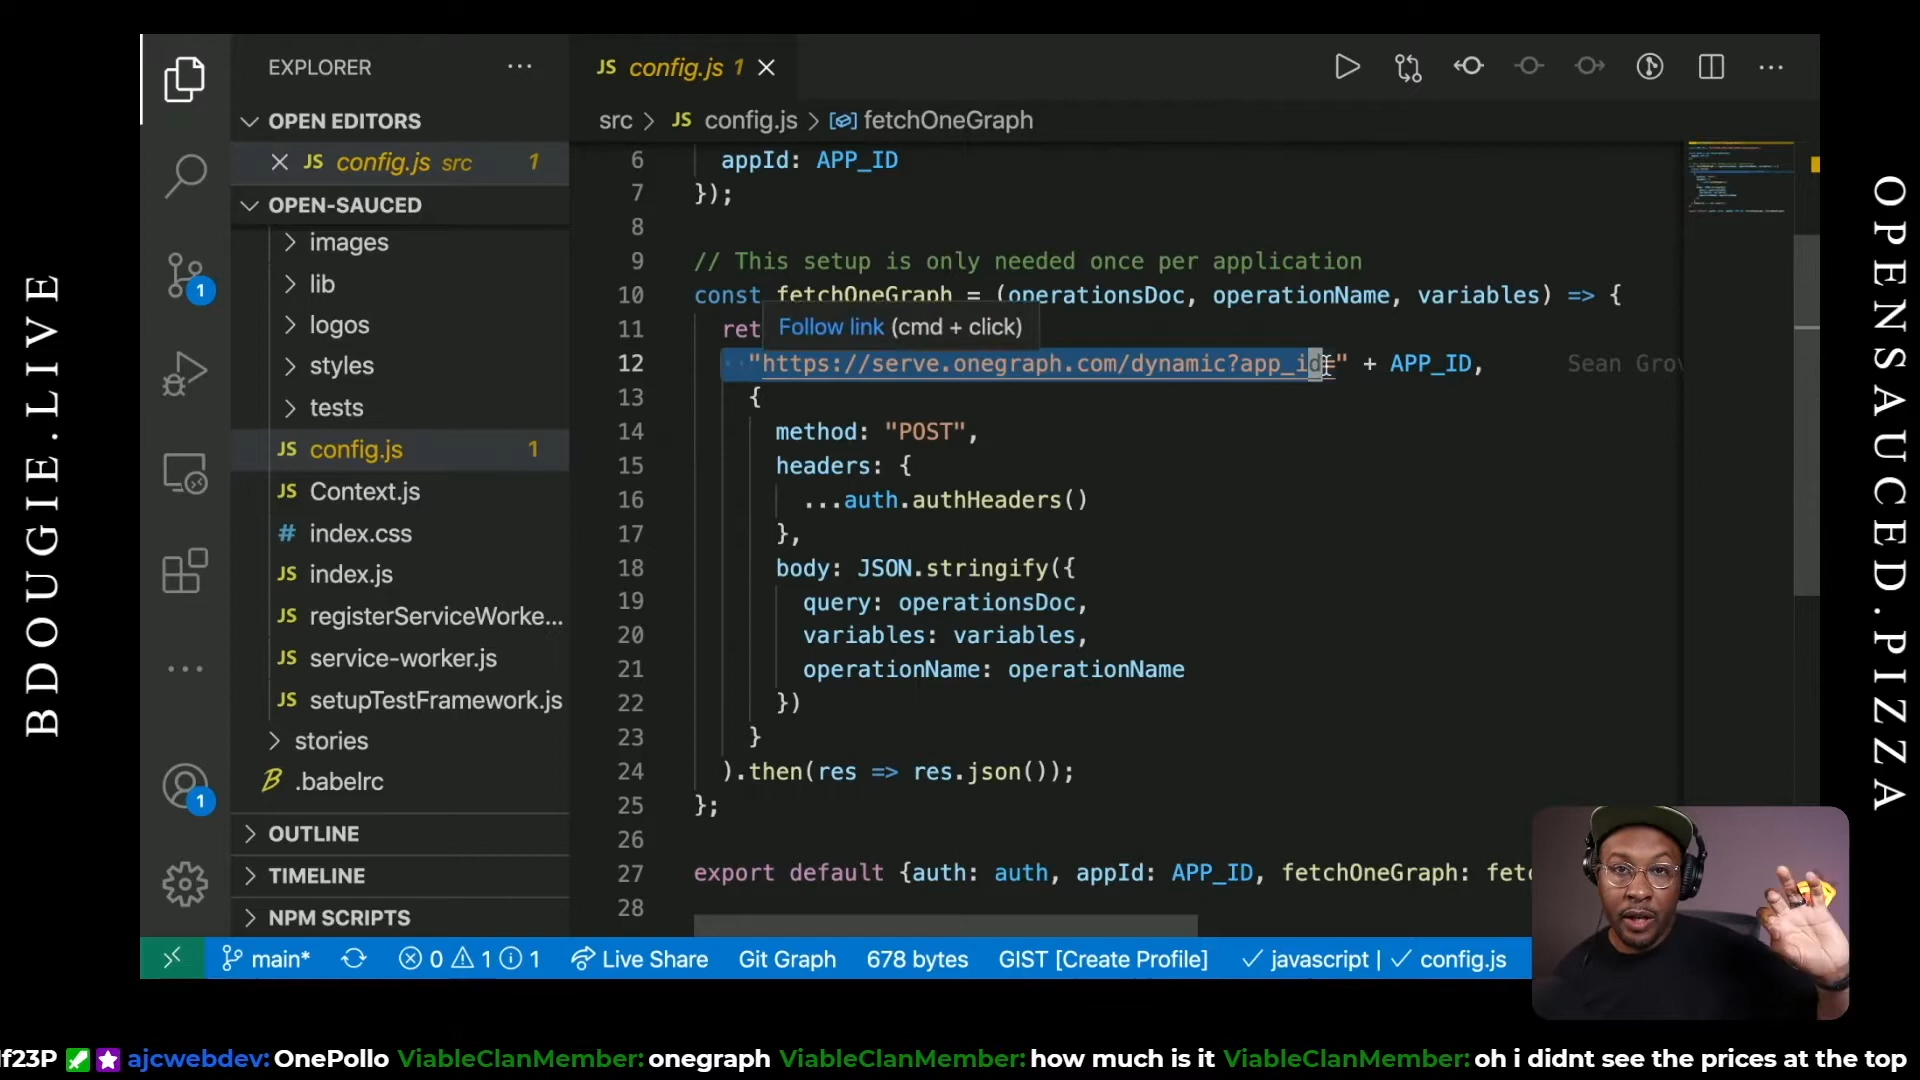 BDOUGIE.LIVE
EXPLORER
OPEN EDITORS
JS config.js src 1
OPEN-SAUCED
images
lib
logos
styles
tests
JS config.js 1
JS Context.js
# index.css
JS index.js
JS registerServiceWorke...
JS service-worker.js
JS setupTestFramework.js
stories
.babelrc
OUTLINE
TIMELINE
NPM SCRIPTS
1
1
JS config.js 1
src > JS config.js > fetchOneGraph
6 appId: APP_ID
7 });
8
9 // This setup is only needed once per application
10 const fetchOneGraph = (operationsDoc, operationName, variables) => {
11 ret
Follow link (cmd + click)
12 "https://serve.onegraph.com/dynamic?app_id=" + APP_ID, Sean Grov
13 {
14 method: "POST",
15 headers: {
16 ...auth.authHeaders()
17 },
18 body: JSON.stringify({
19 query: operationsDoc,
20 variables: variables,
21 operationName: operationName
22 })
23 }
24 ).then(res => res.json());
25 };
26
27 export default {auth: auth, appId: APP_ID, fetchOneGraph: fetc
28
main* 0 1 1 Live Share Git Graph 678 bytes GIST [Create Profile] javascript | config.js
OPENSAUCED.PIZZA
f23P ajcwebdev: OnePollo ViableClanMember: onegraph ViableClanMember: how much is it ViableClanMember: oh i didnt see the prices at the top